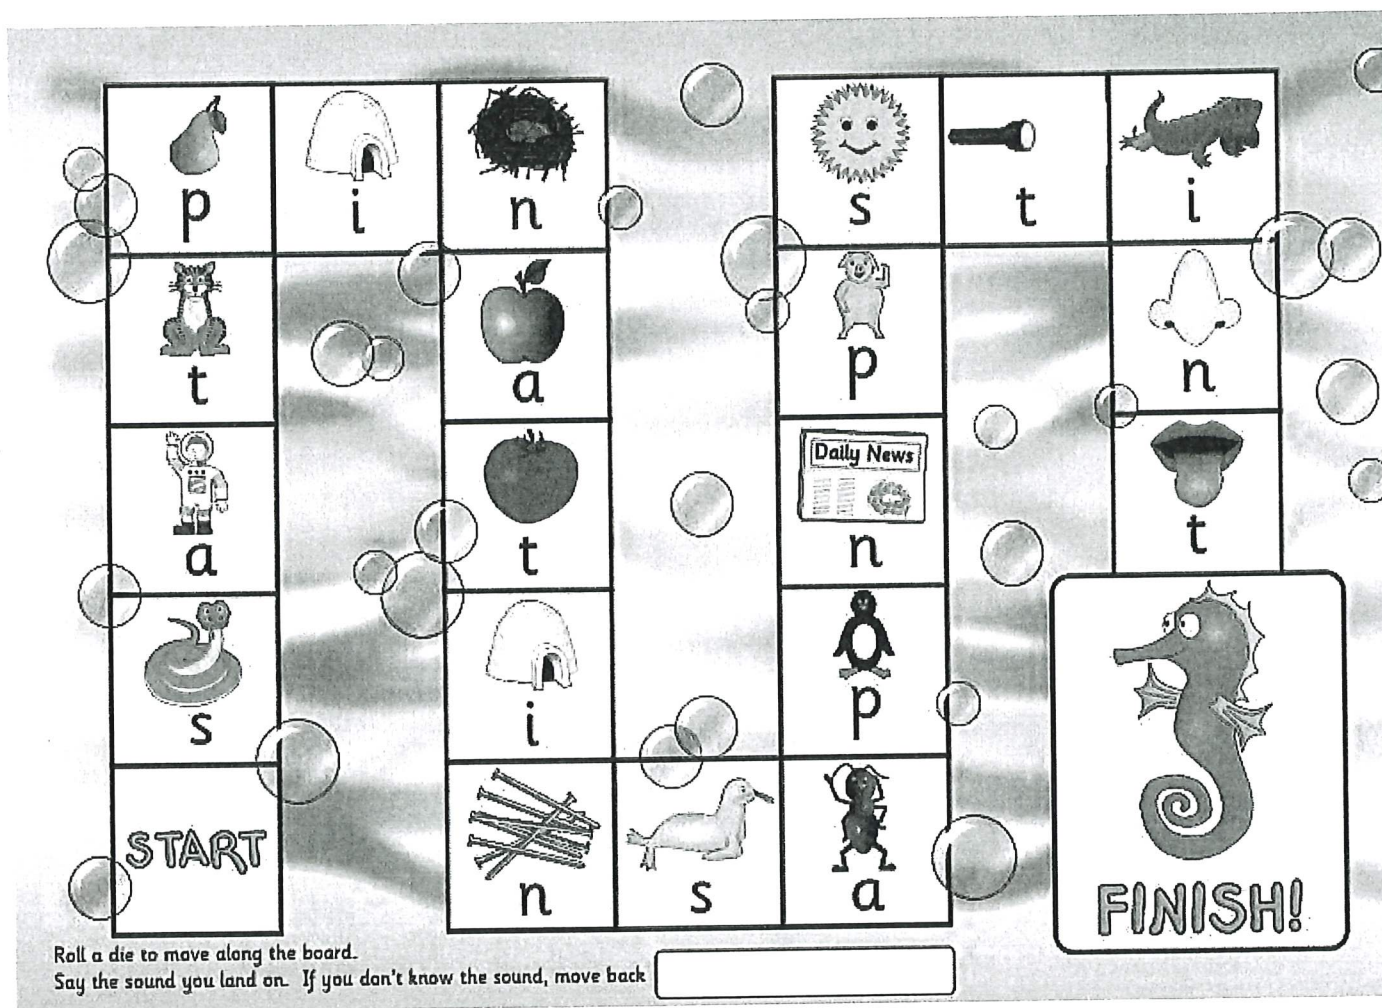 p i n
s t i
t
a
p
n
a
Daily News
t
n
t
s
i
p
START
n s a
FINISH!
Roll a die to move along the board.
Say the sound you land on. If you don't know the sound, move back